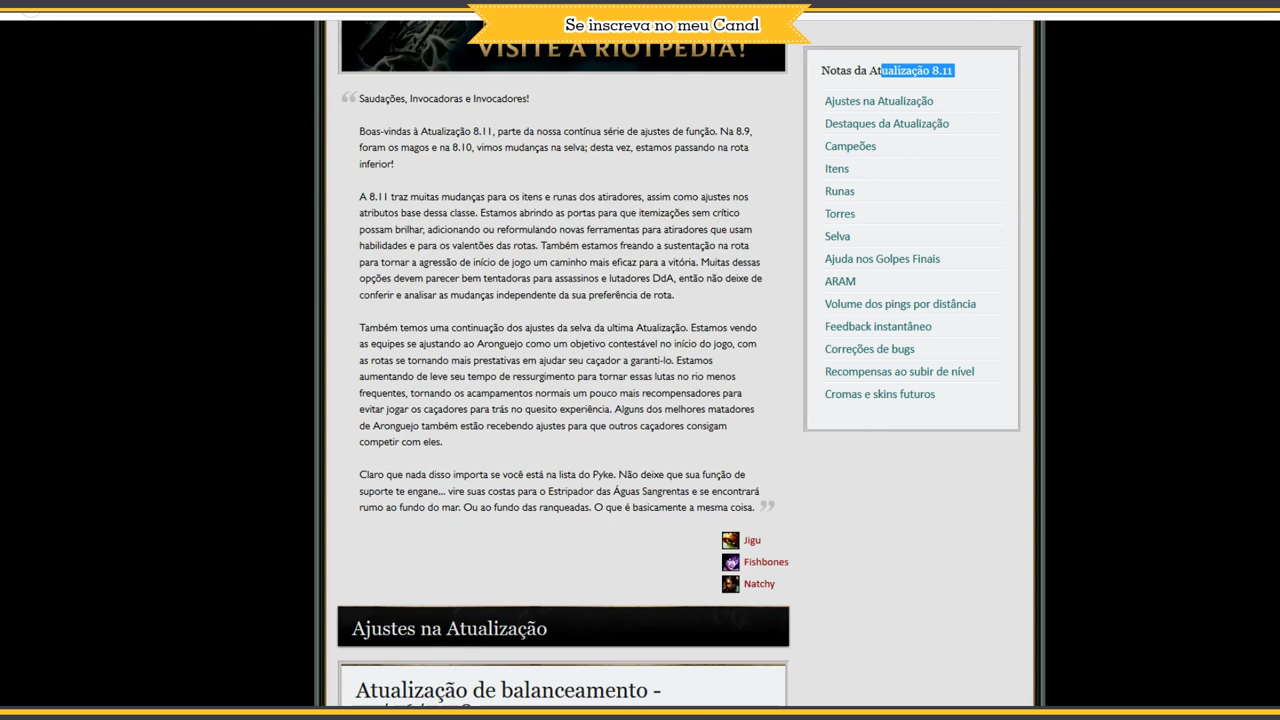 Se inscreva no meu Canal
VISITE A RIOTPEDIA!
Saudações, Invocadoras e Invocadores!
Boas-vindas à Atualização 8.11, parte da nossa contínua série de ajustes de função. Na 8.9,
foram os magos e na 8.10, vimos mudanças na selva; desta vez, estamos passando na rota
inferior!
A 8.11 traz muitas mudanças para os itens e runas dos atiradores, assim como ajustes nos
atributos base dessa classe. Estamos abrindo as portas para que itemizações sem crítico
possam brilhar, adicionando ou reformulando novas ferramentas para atiradores que usam
habilidades e para os valentões das rotas. Também estamos freando a sustentação na rota
para tornar a agressão de início de jogo um caminho mais eficaz para a vitória. Muitas dessas
opções devem parecer bem tentadoras para assassinos e lutadores DdA, então não deixe de
conferir e analisar as mudanças independente da sua preferência de rota.
Também temos uma continuação dos ajustes da selva da ultima Atualização. Estamos vendo
as equipes se ajustando ao Aronguejo como um objetivo contestável no início do jogo, com
as rotas se tornando mais prestativas em ajudar seu caçador a garanti-lo. Estamos
aumentando de leve seu tempo de ressurgimento para tornar essas lutas no rio menos
frequentes, tornando os acampamentos normais um pouco mais recompensadores para
evitar jogar os caçadores para trás no quesito experiência. Alguns dos melhores matadores
de Aronguejo também estão recebendo ajustes para que outros caçadores consigam
competir com eles.
Claro que nada disso importa se você está na lista do Pyke. Não deixe que sua função de
suporte te engane... vire suas costas para o Estripador das Águas Sangrentas e se encontrará
rumo ao fundo do mar. Ou ao fundo das ranqueadas. O que é basicamente a mesma coisa.
Jigu
Fishbones
Natchy
Ajustes na Atualização
Atualização de balanceamento -
Notas da Atualização 8.11
Ajustes na Atualização
Destaques da Atualização
Campeões
Itens
Runas
Torres
Selva
Ajuda nos Golpes Finais
ARAM
Volume dos pings por distância
Feedback instantâneo
Correções de bugs
Recompensas ao subir de nível
Cromas e skins futuros